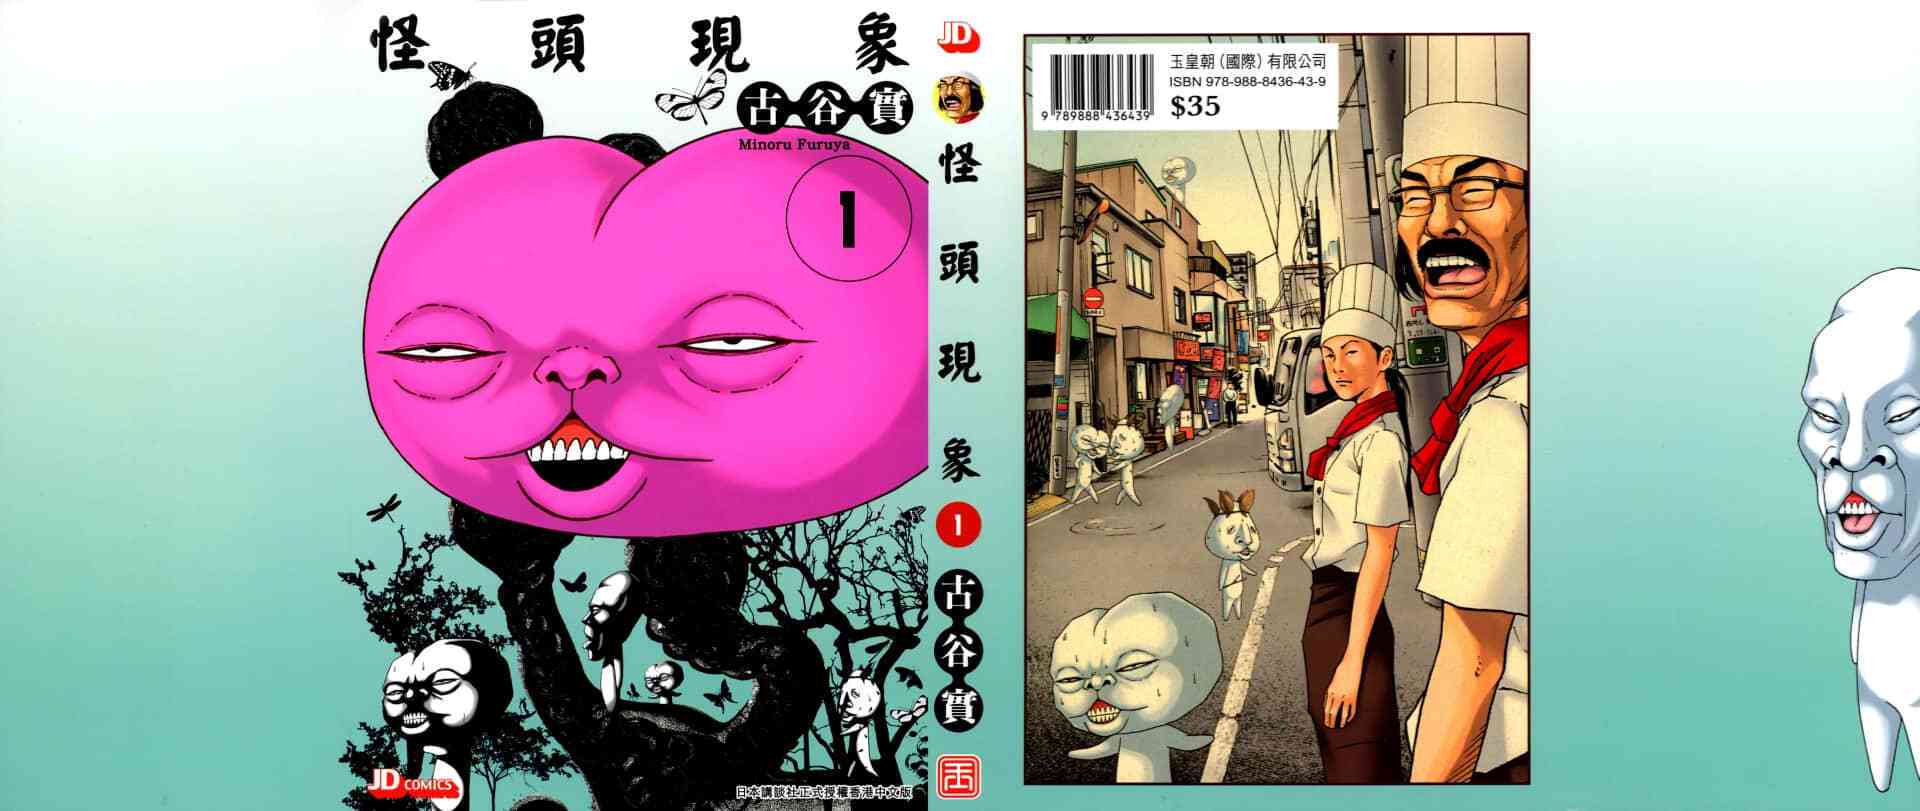 怪頭現象
古谷實
Minoru Furuya
1
JD COMICS
日本講談社正式授權香港中文版
JD
怪頭現象
1
古谷實
玉
玉皇朝(國際)有限公司
ISBN 978-988-8436-43-9
$35
9 789888 436439